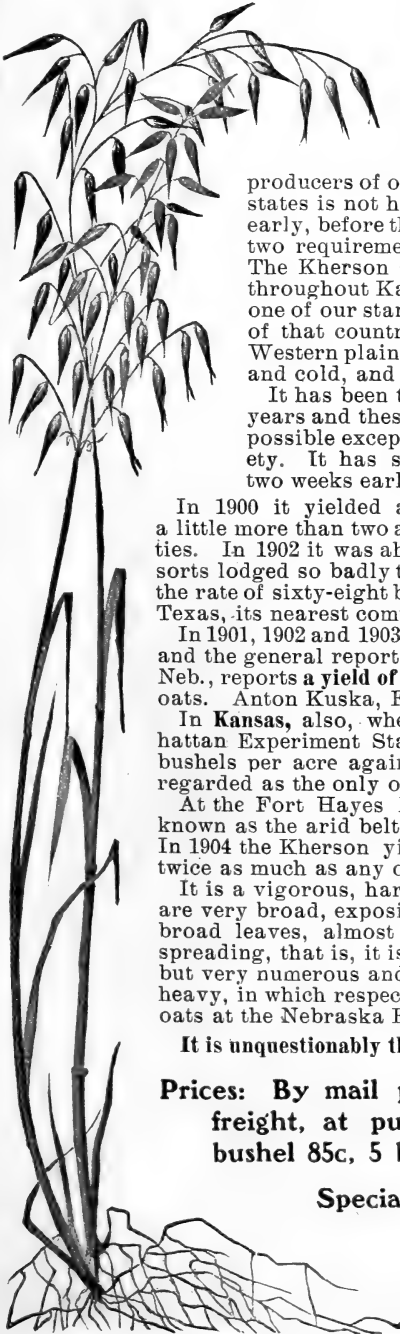 producers of o
states is not h
early, before th
two requireme
The Kherson
throughout Ka
one of our stan
of that countr
Western plain
and cold, and
It has been t
years and thes
possible excep
ety. It has s
two weeks earl
In 1900 it yielded a
a little more than two a
ties. In 1902 it was ab
sorts lodged so badly t
the rate of sixty-eight b
Texas, its nearest com
In 1901, 1902 and 1903
and the general report
Neb., reports a yield of
oats. Anton Kuska, F
In Kansas, also, whe
hattan Experiment Sta
bushels per acre again
regarded as the only o
At the Fort Hayes
known as the arid belt
In 1904 the Kherson yi
twice as much as any o
It is a vigorous, har
are very broad, exposi
broad leaves, almost
spreading, that is, it is
but very numerous and
heavy, in which respec
oats at the Nebraska E
It is unquestionably th
Prices: By mail p
freight, at pu
bushel 85c, 5 b
Specia